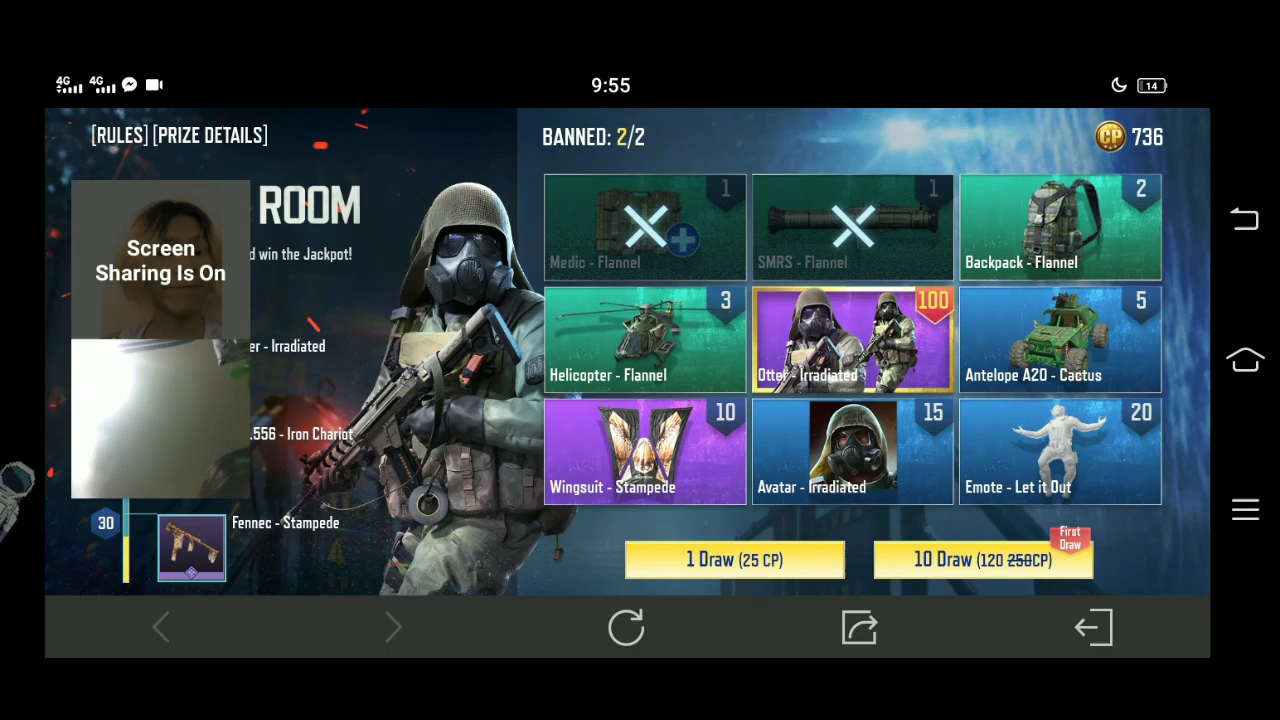 4G 4G 9:55 14
[RULES] [PRIZE DETAILS]
BANNED: 2/2
CP 736
ROOM
d win the Jackpot!
Screen
Sharing Is On
er - Irradiated
.556 - Iron Chariot
30
Fennec - Stampede
1
Medic - Flannel
1
SMRS - Flannel
2
Backpack - Flannel
3
Helicopter - Flannel
100
Otter - Irradiated
5
Antelope A20 - Cactus
10
Wingsuit - Stampede
15
Avatar - Irradiated
20
Emote - Let it Out
1 Draw (25 CP)
First
Draw
10 Draw (120 250CP)